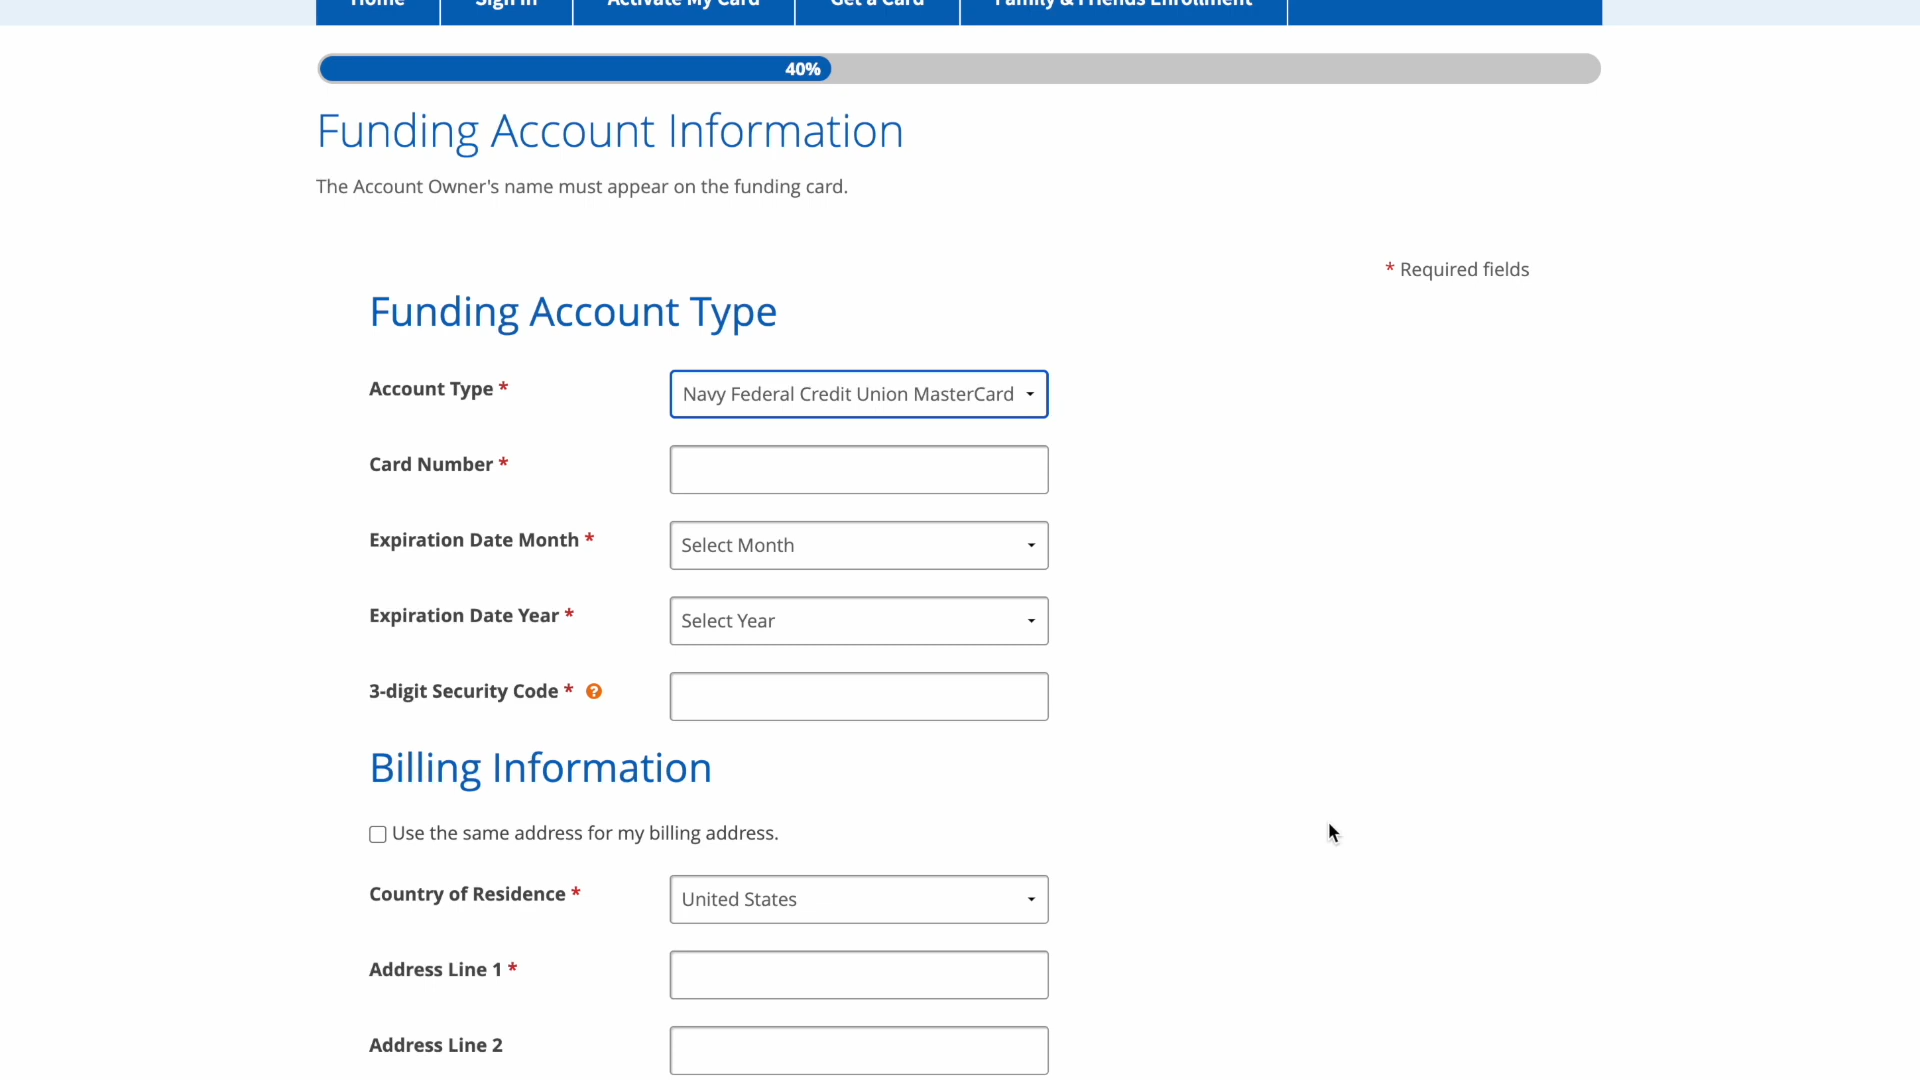 Home Sign In Activate My Card Get a Card Family & Friends Enrollment
40%
Funding Account Information
The Account Owner's name must appear on the funding card.
* Required fields
Funding Account Type
Account Type * Navy Federal Credit Union MasterCard
Card Number *
Expiration Date Month * Select Month
Expiration Date Year * Select Year
3-digit Security Code * ?
Billing Information
Use the same address for my billing address.
Country of Residence * United States
Address Line 1 *
Address Line 2